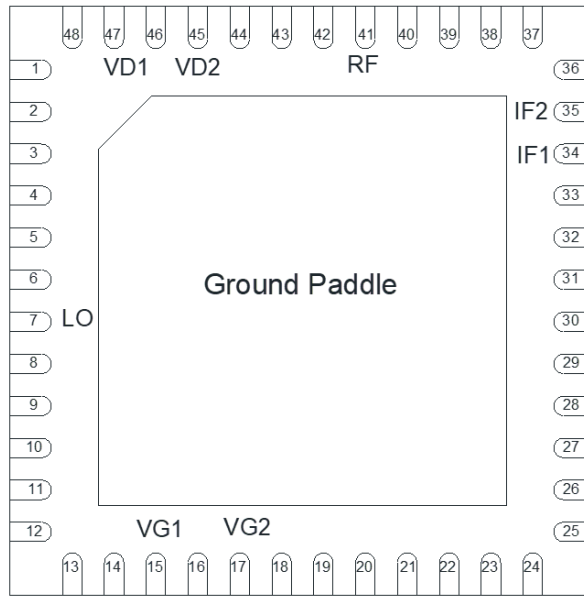 48 47 46 45 44 43 42 41 40 39 38 37
VD1 VD2 RF
1 36
2 IF2 35
3 IF1 34
4 33
5 32
6 Ground Paddle 31
7 LO 30
8 29
9 28
10 27
11 26
12 VG1 VG2 25
13 14 15 16 17 18 19 20 21 22 23 24